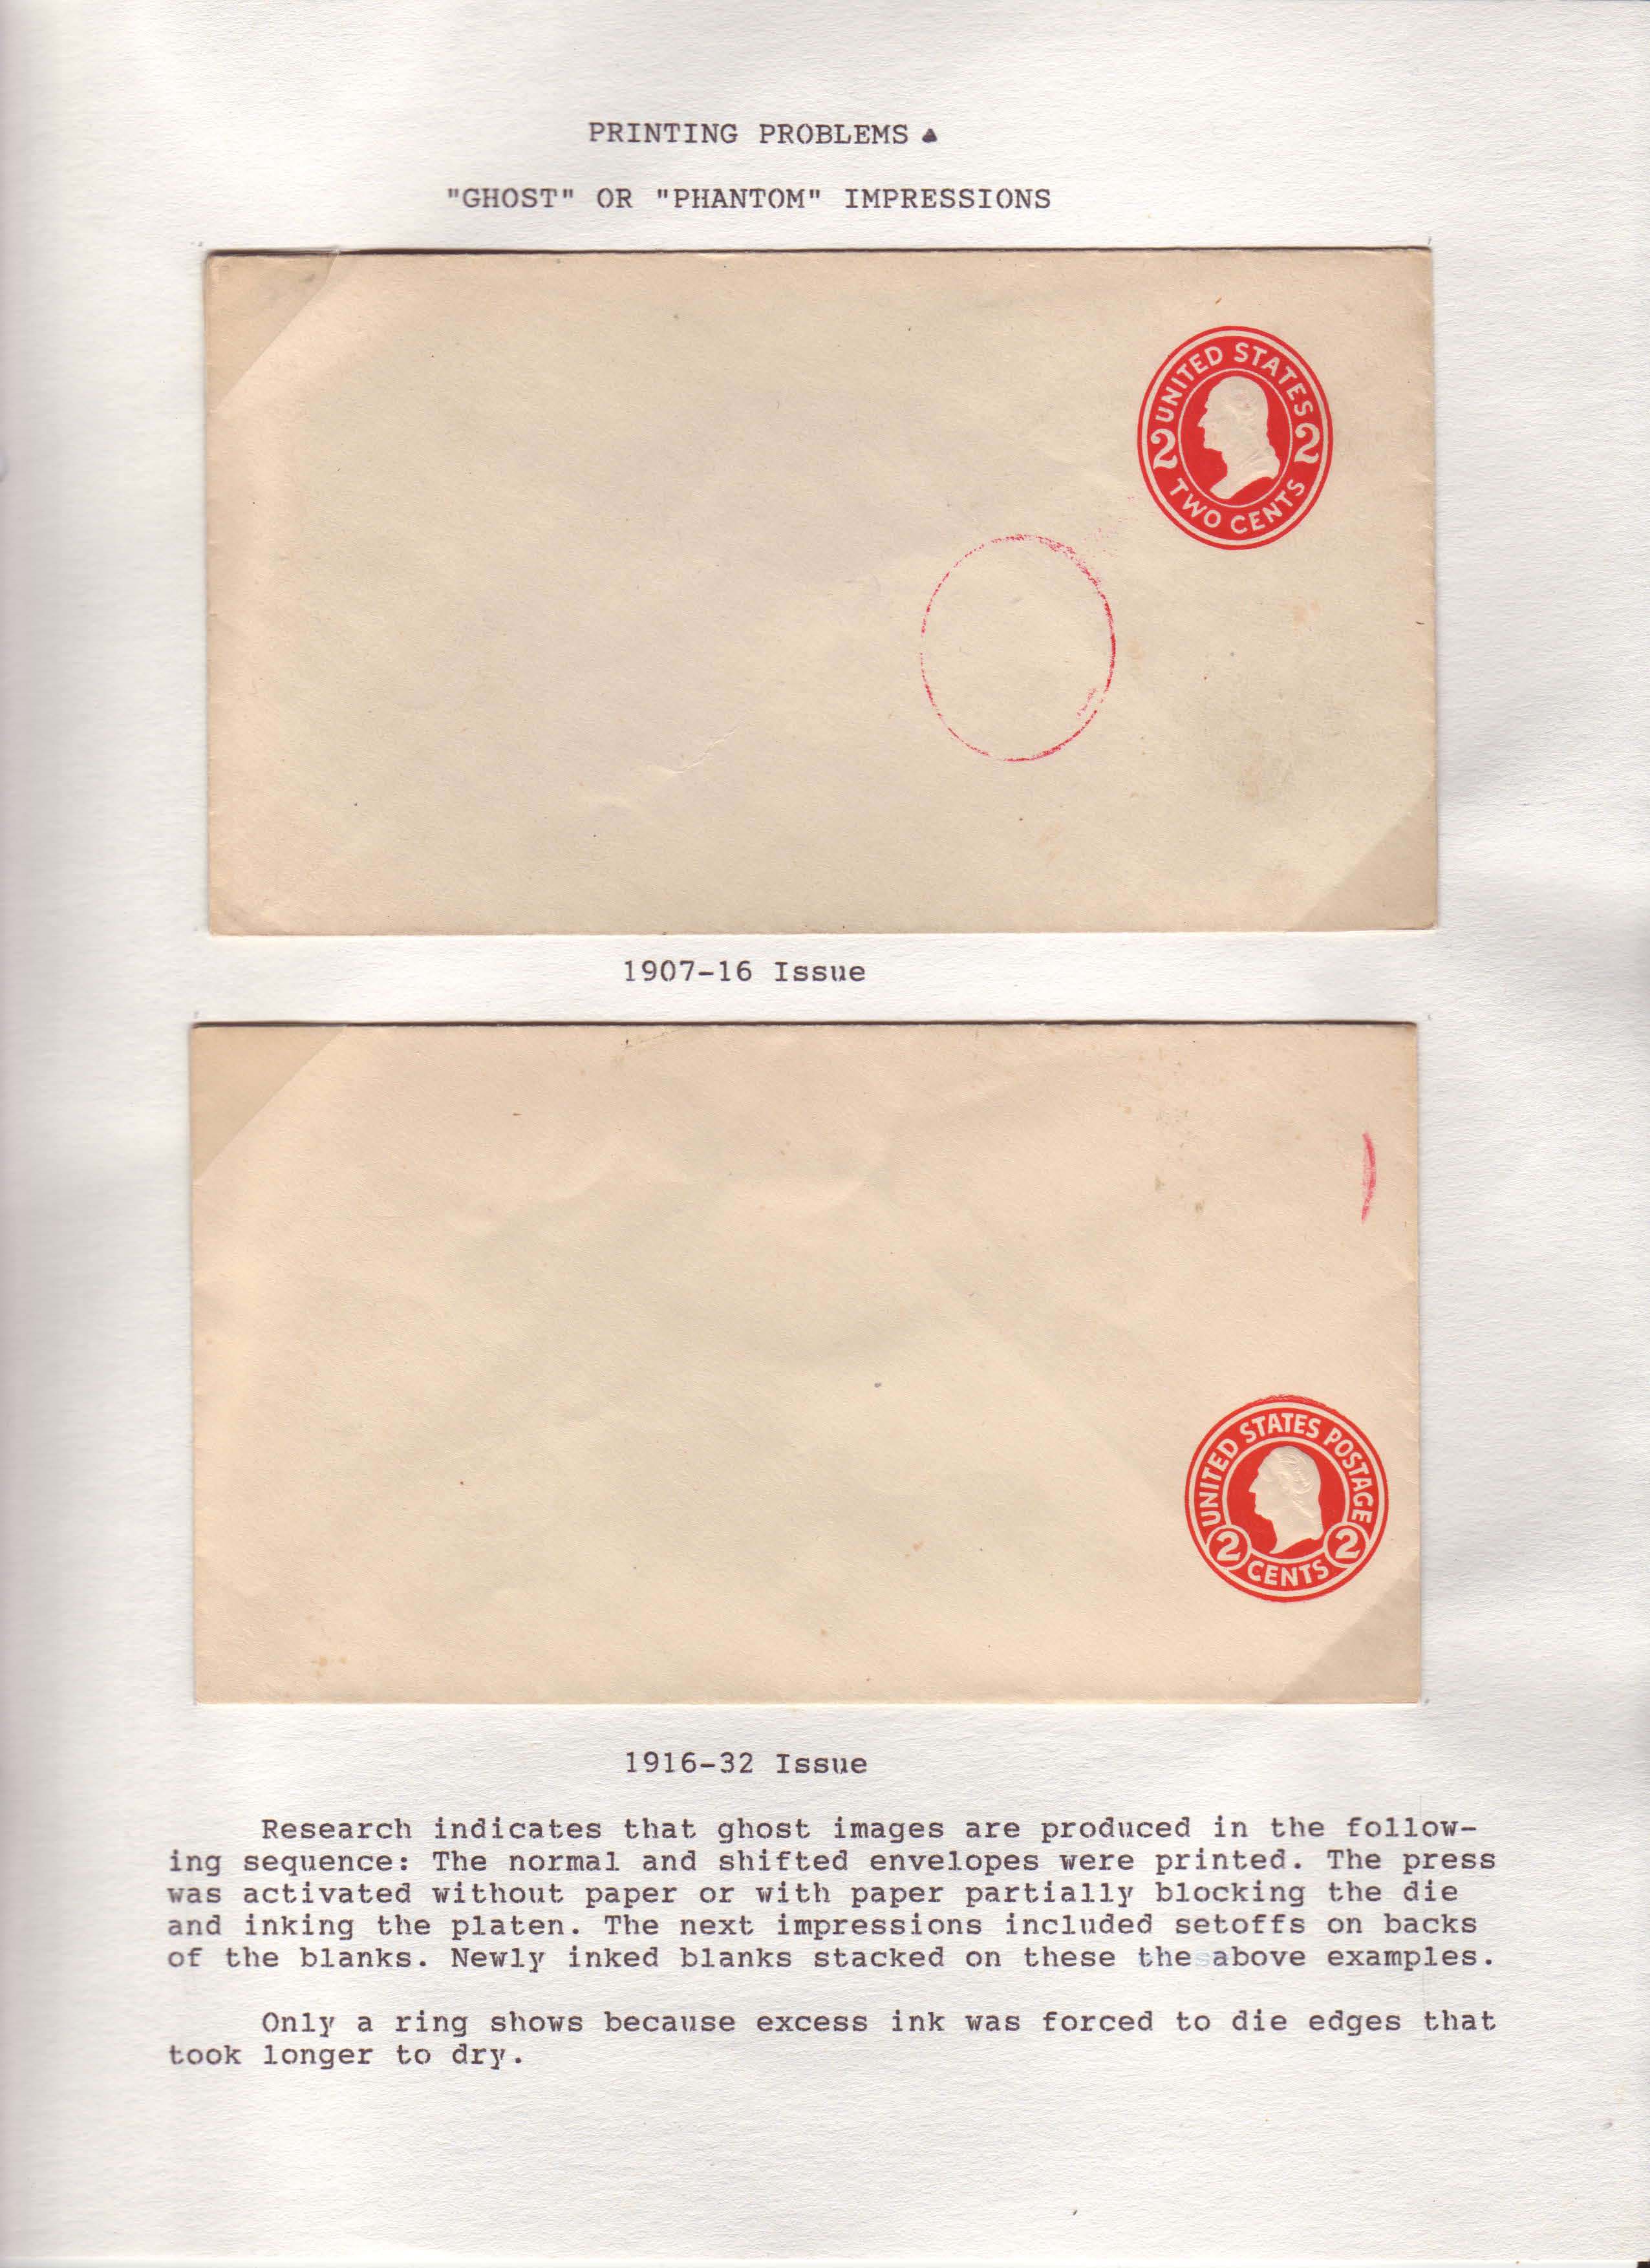 PRINTING PROBLEMS
"GHOST" OR "PHANTOM" IMPRESSIONS
UNITED STATES
2 2
TWO CENTS
1907-16 Issue
UNITED STATES POSTAGE
2 2
CENTS
1916-32 Issue
Research indicates that ghost images are produced in the follow-
ing sequence: The normal and shifted envelopes were printed. The press
was activated without paper or with paper partially blocking the die
and inking the platen. The next impressions included setoffs on backs
of the blanks. Newly inked blanks stacked on these the above examples.
Only a ring shows because excess ink was forced to die edges that
took longer to dry.